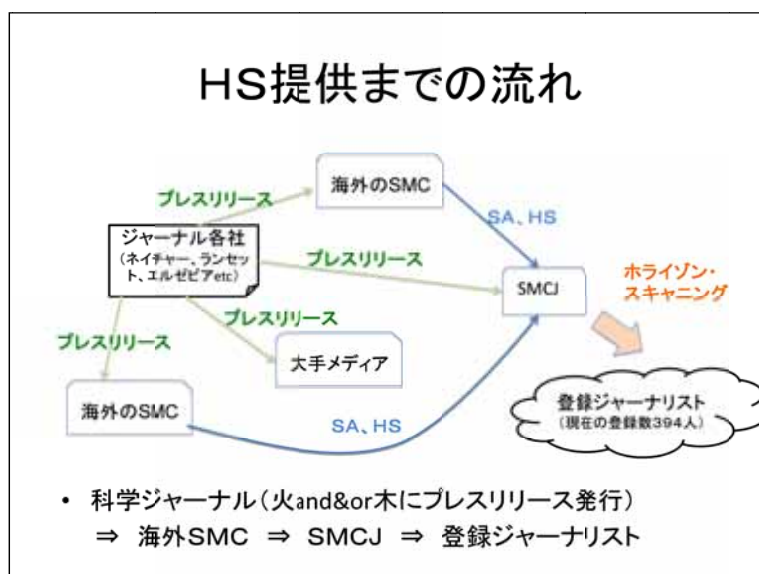 HS提供までの流れ
海外のSMC
プレスリリース
SA、HS
ジャーナル各社
(ネイチャー、ランセッ
ト、エルゼビアetc)
プレスリリース
SMCJ
ホライゾン・
スキャニング
プレスリリース
プレスリリース
大手メディア
海外のSMC
SA、HS
登録ジャーナリスト
(現在の登録数394人)
• 科学ジャーナル(火and&or木にプレスリリース発行)
⇒ 海外SMC ⇒ SMCJ ⇒ 登録ジャーナリスト